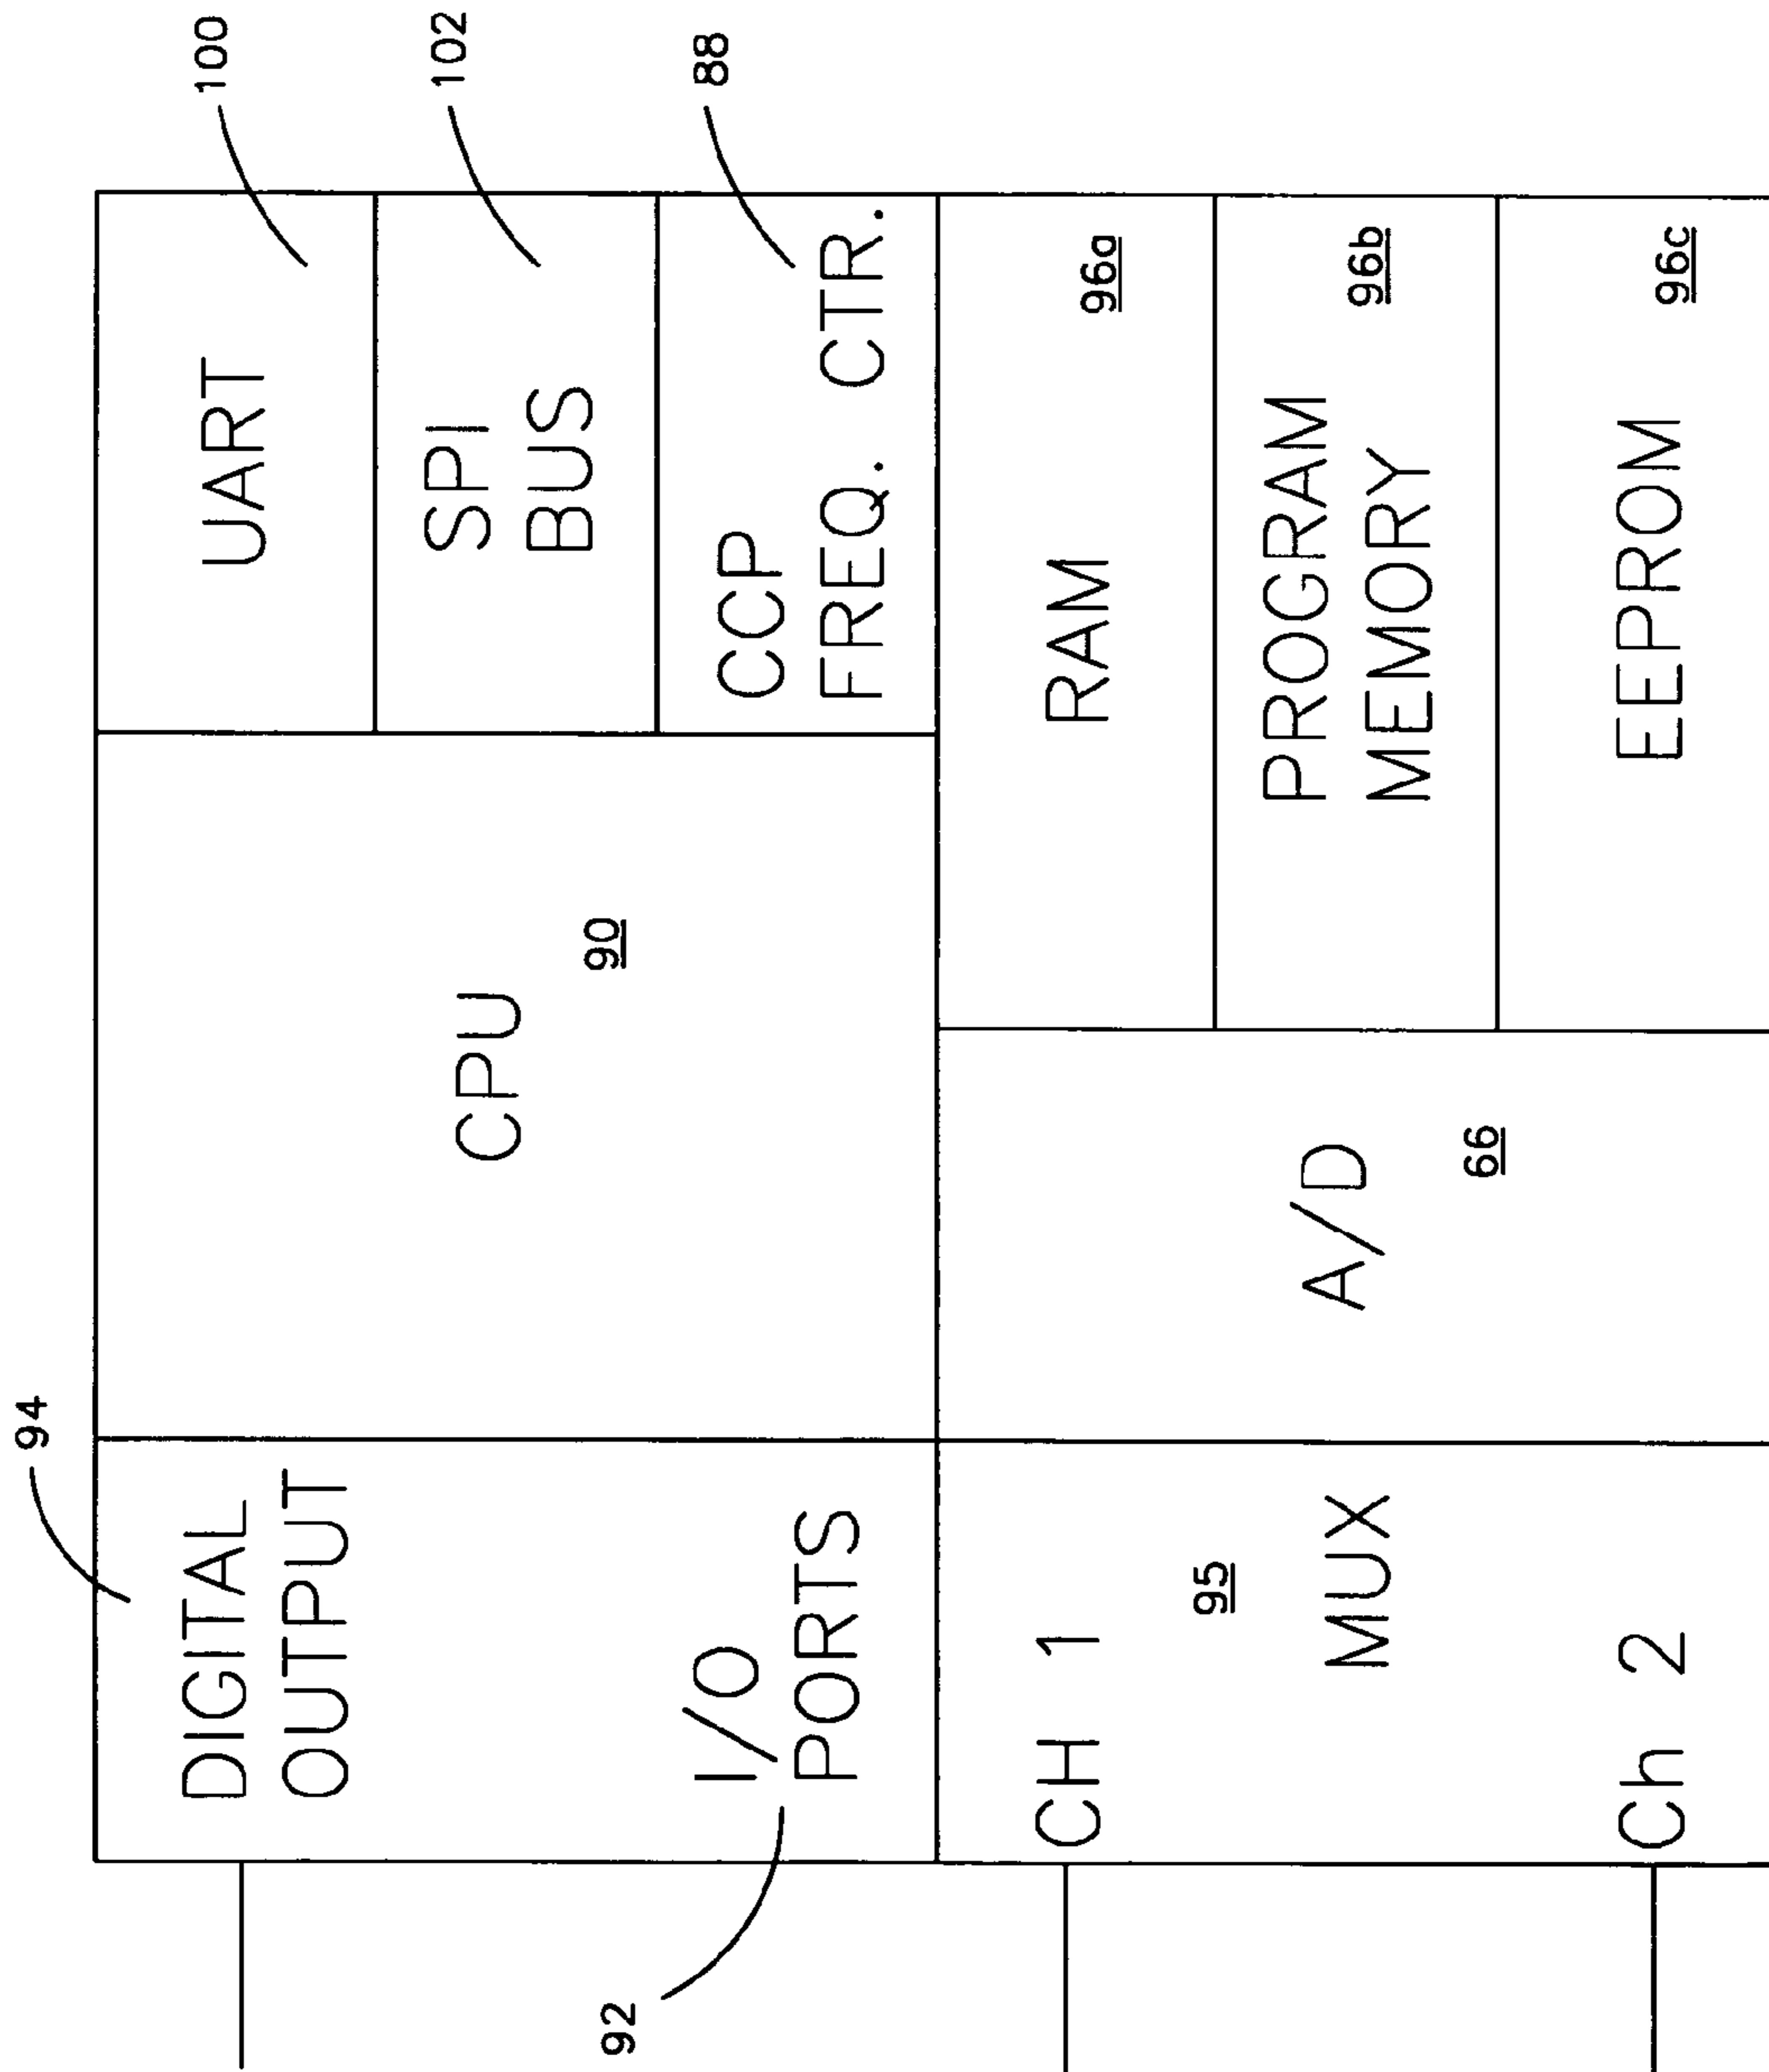 94
DIGITAL
OUTPUT
I/O
PORTS
92
CPU
90
UART
100
SPI
BUS
102
CCP
FREQ. CTR.
88
CH 1
95
MUX
Ch 2
A/D
66
RAM
96a
PROGRAM
MEMORY
96b
EEPROM
96c